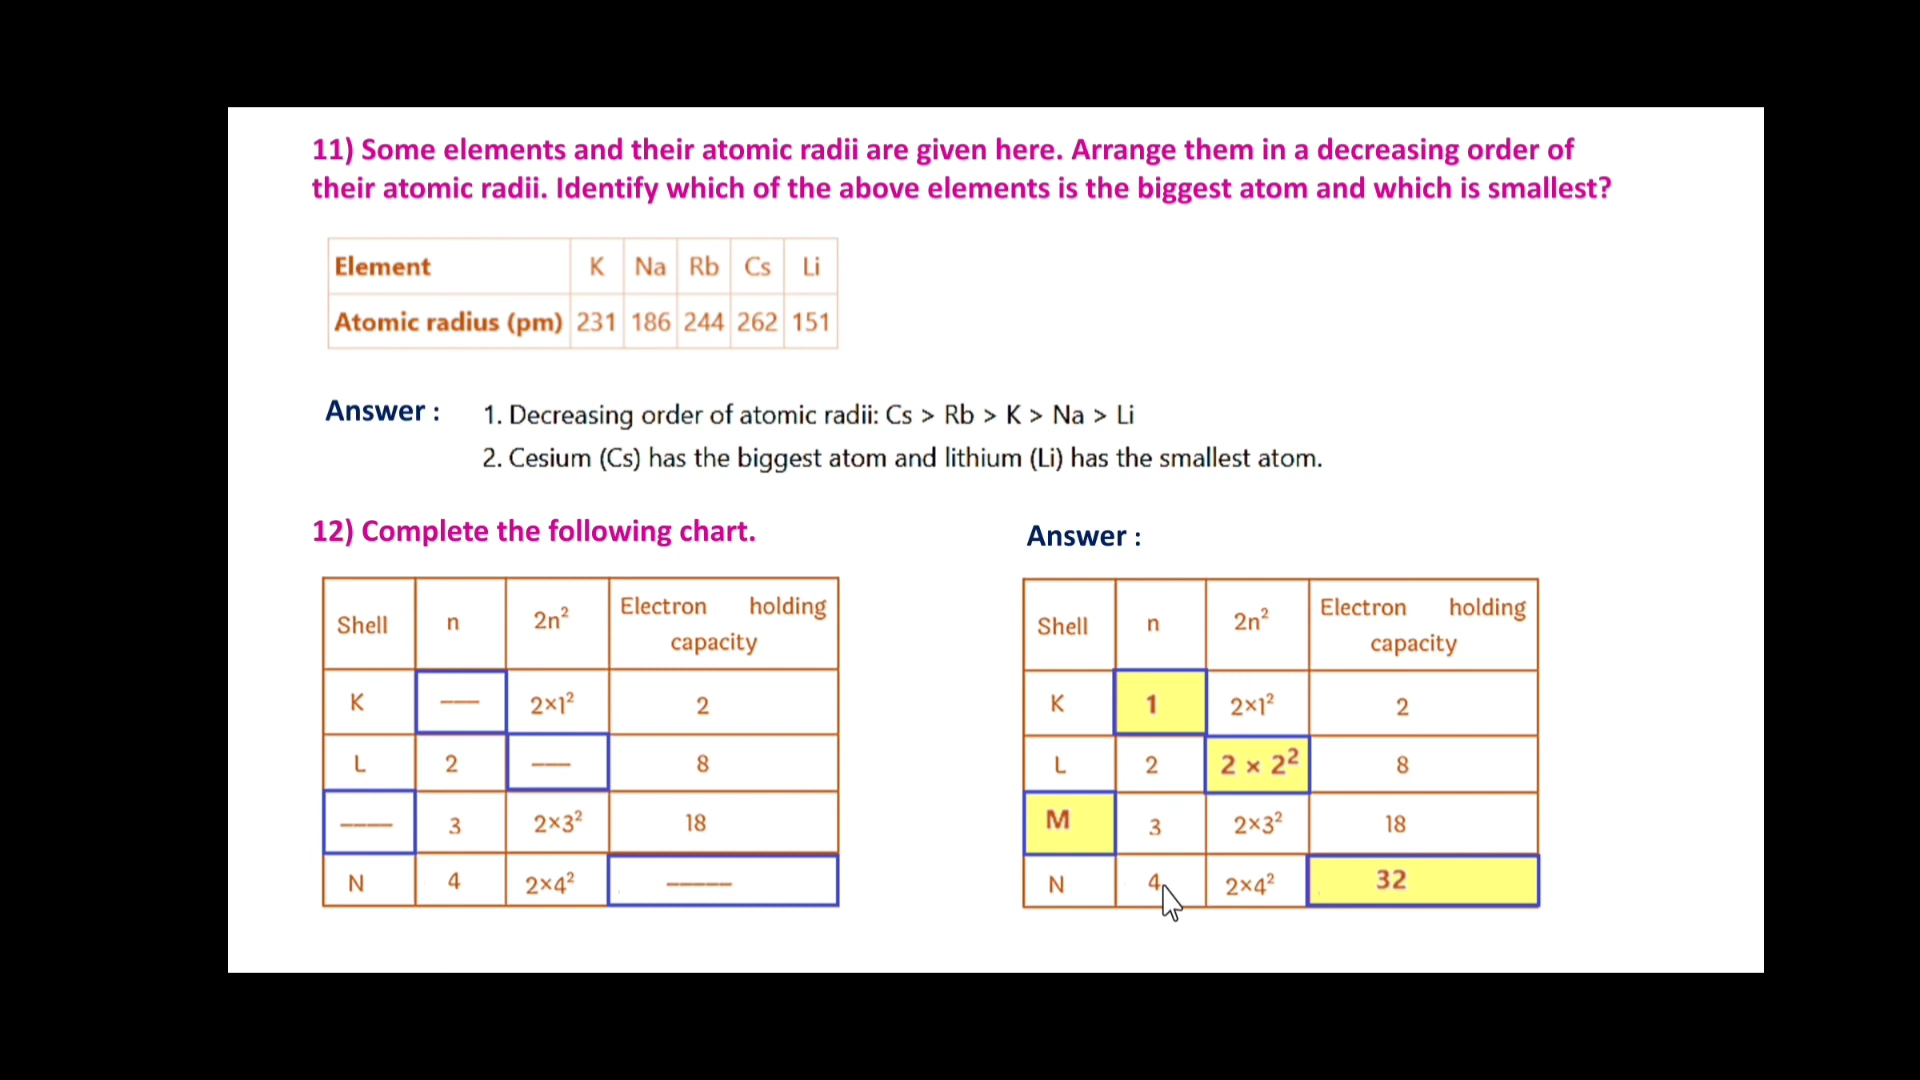 11) Some elements and their atomic radii are given here. Arrange them in a decreasing order of
their atomic radii. Identify which of the above elements is the biggest atom and which is smallest?
Element K Na Rb Cs Li
Atomic radius (pm) 231 186 244 262 151
Answer : 1. Decreasing order of atomic radii: Cs > Rb > K > Na > Li
2. Cesium (Cs) has the biggest atom and lithium (Li) has the smallest atom.
12) Complete the following chart.
Shell n 2n² Electron holding
capacity
K —— 2×1² 2
L 2 —— 8
—— 3 2×3² 18
N 4 2×4² ——
Answer :
Shell n 2n² Electron holding
capacity
K 1 2×1² 2
L 2 2 × 2² 8
M 3 2×3² 18
N 4 2×4² 32